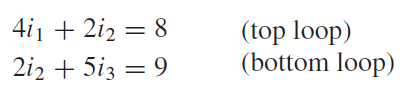 4i₁ + 2i₂ = 8 (top loop)
2i₂ + 5i₃ = 9 (bottom loop)